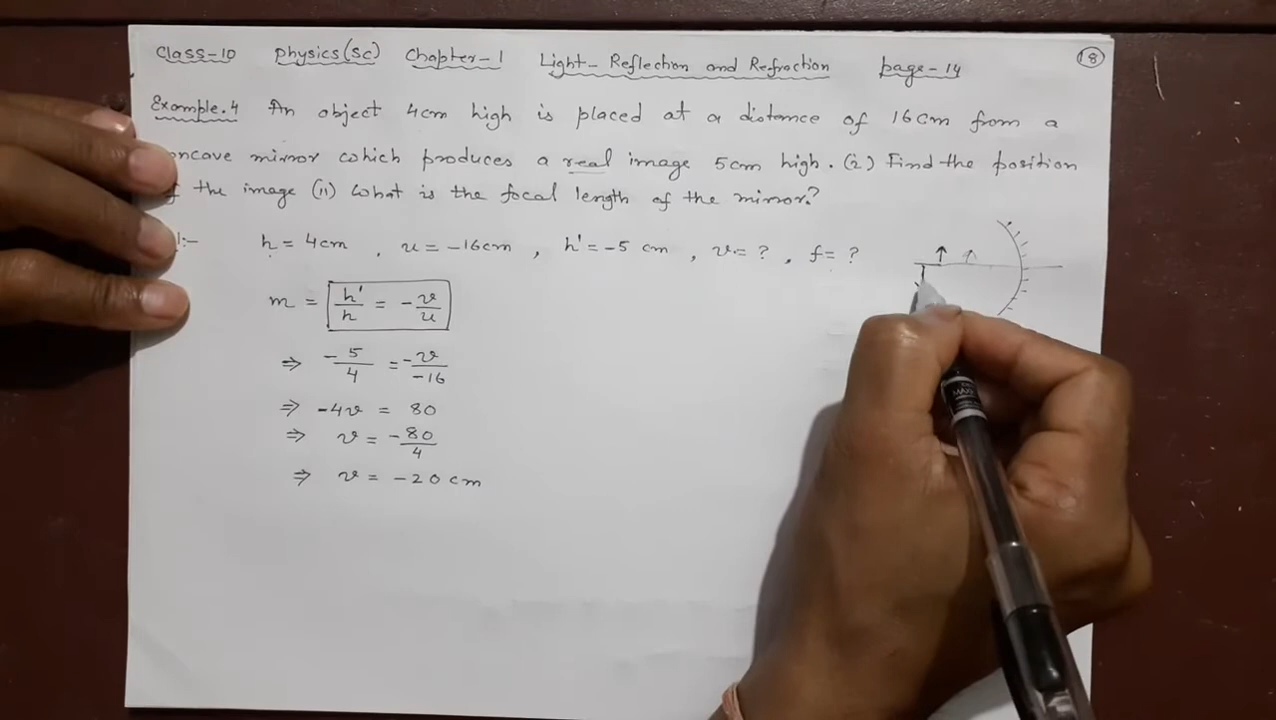 Class-10 Physics(SC) Chapter-1 Light- Reflection and Refraction page-14 18
Example.4 An object 4cm high is placed at a distance of 16cm from a
oncave mirror which produces a real image 5cm high. (i) Find the position
f the image (ii) What is the focal length of the mirror?
:- h = 4cm , u = -16cm , h' = -5 cm , v = ? , f = ?
m = h'/h = -v/u
⇒ -5/4 = -v/-16
⇒ -4v = 80
⇒ v = -80/4
⇒ v = -20cm